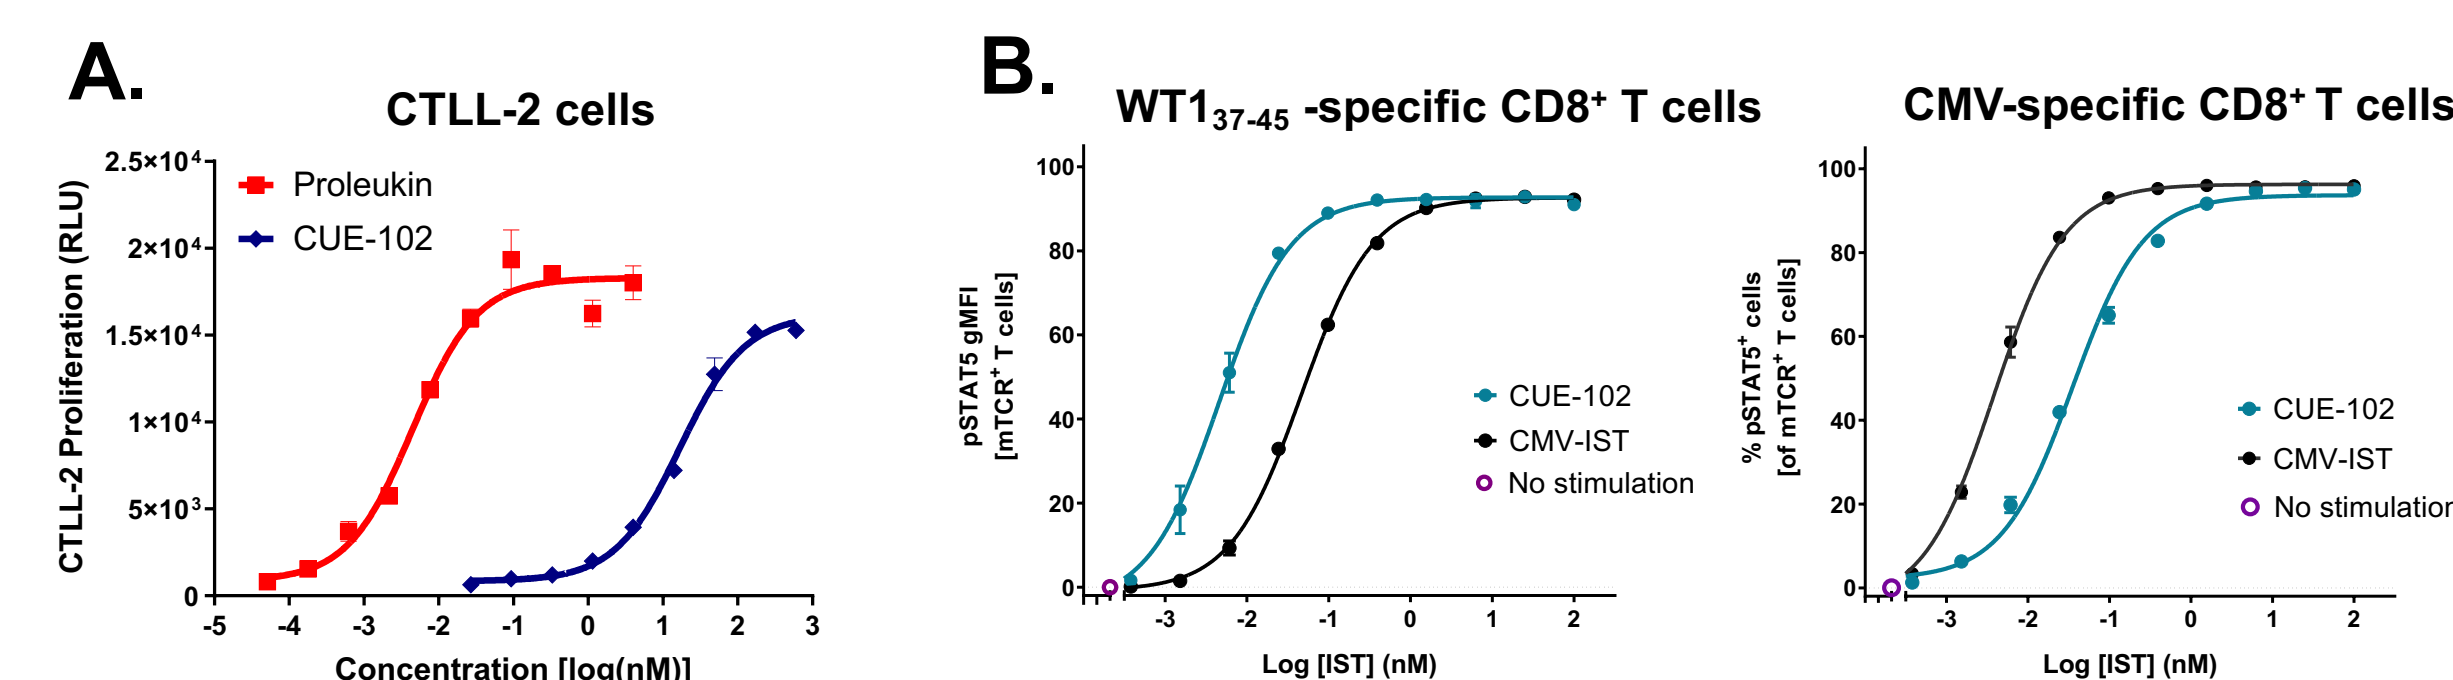 A.
CTLL-2 cells
CTLL-2 Proliferation (RLU)
2.5×10⁴
2×10⁴
1.5×10⁴
1×10⁴
5×10³
0
Proleukin
CUE-102
-5 -4 -3 -2 -1 0 1 2 3
Concentration [log(nM)]
B.
WT1₃₇₋₄₅ -specific CD8⁺ T cells
pSTAT5 gMFI
[mTCR⁺ T cells]
100
80
60
40
20
0
CUE-102
CMV-IST
No stimulation
-3 -2 -1 0 1 2
Log [IST] (nM)
CMV-specific CD8⁺ T cells
% pSTAT5⁺ cells
[of mTCR⁺ T cells]
100
80
60
40
20
0
CUE-102
CMV-IST
No stimulation
-3 -2 -1 0 1 2
Log [IST] (nM)